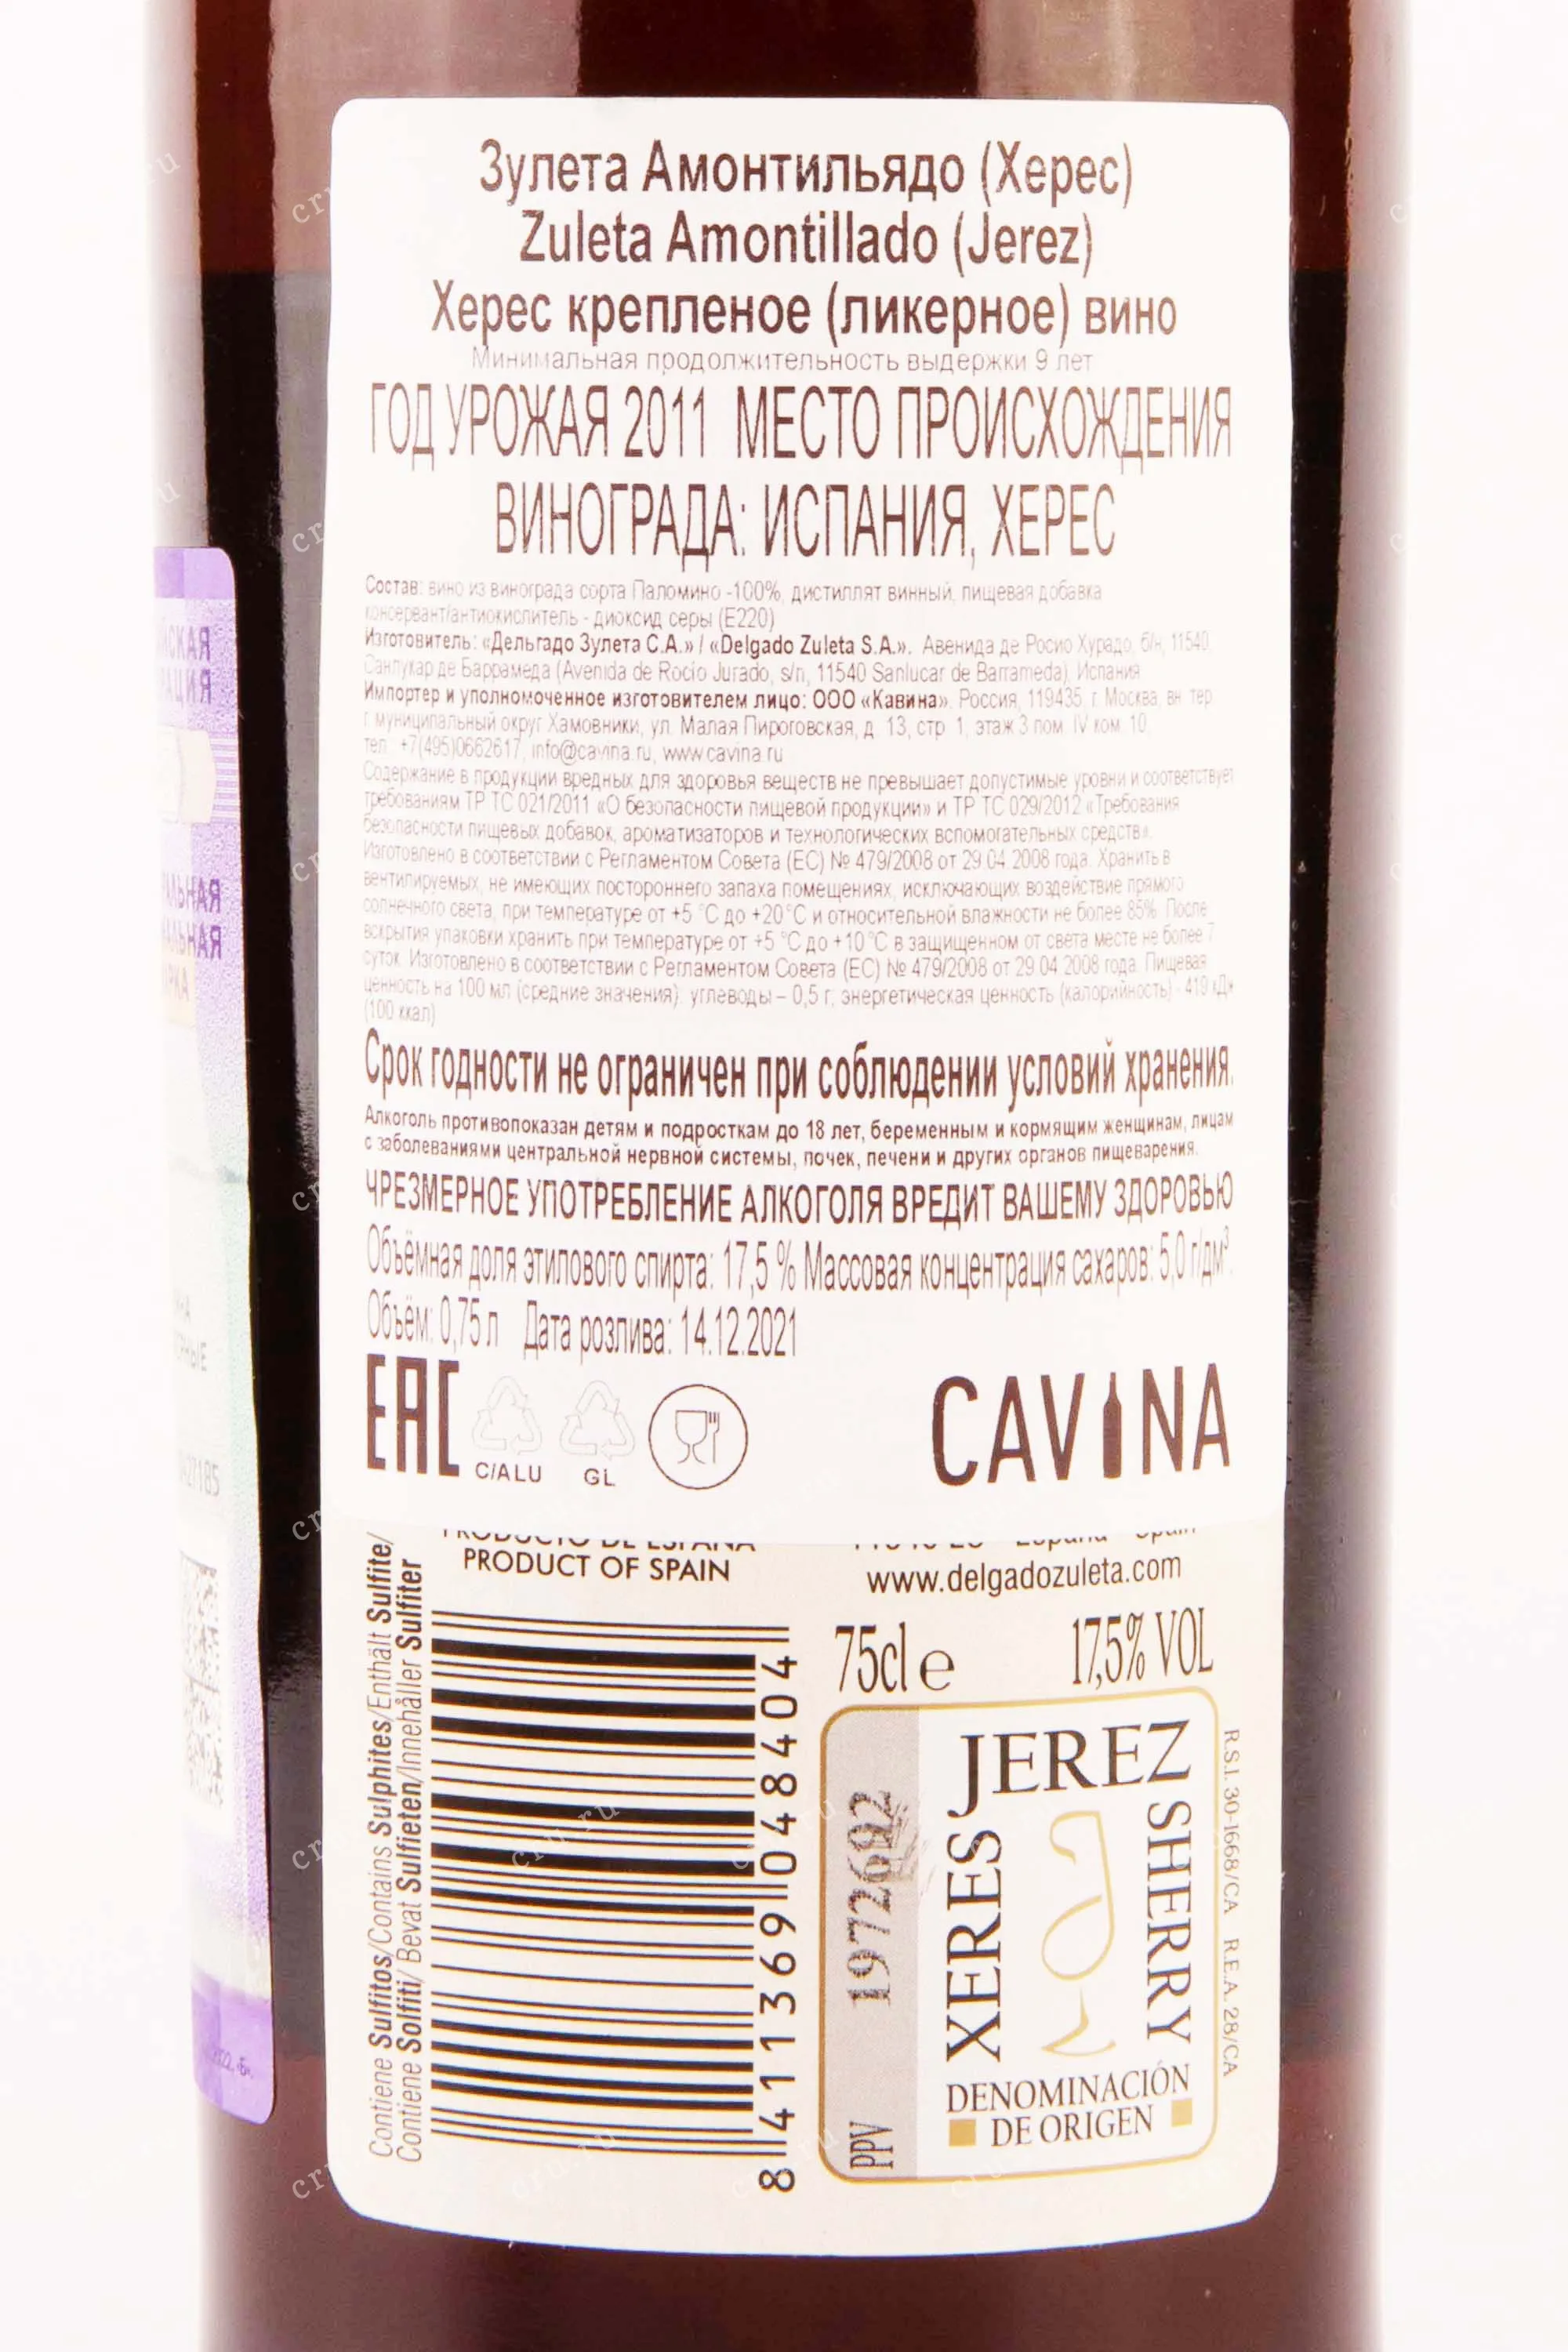 Зулета Амонтильядо (Херес)
Zuleta Amontillado (Jerez)
Херес крепленое (ликерное) вино
Минимальная продолжительность выдержки 9 лет
ГОД УРОЖАЯ 2011 МЕСТО ПРОИСХОЖДЕНИЯ
ВИНОГРАДА: ИСПАНИЯ, ХЕРЕС
Состав: вино из винограда сорта Паломино -100%, дистиллят винный, пищевая добавка
консервант/антиокислитель - диоксид серы (Е220)
Изготовитель: «Дельгадо Зулета С.А.» / «Delgado Zuleta S.A.». Авенида де Росио Хурадо, б/н, 11540,
Санлукар де Баррамеда (Avenida de Rocio Jurado, s/n, 11540 Sanlucar de Barrameda), Испания
Импортер и уполномоченное изготовителем лицо: ООО «Кавина». Россия, 119435, г. Москва, вн. тер.
г. муниципальный округ Хамовники, ул. Малая Пироговская, д. 13, стр. 1, этаж 3 пом. IV ком. 10,
тел. +7(495)0662617, info@cavina.ru, www.cavina.ru
Содержание в продукции вредных для здоровья веществ не превышает допустимые уровни и соответствует
требованиям ТР ТС 021/2011 «О безопасности пищевой продукции» и ТР ТС 029/2012 «Требования
безопасности пищевых добавок, ароматизаторов и технологических вспомогательных средств».
Изготовлено в соответствии с Регламентом Совета (ЕС) № 479/2008 от 29.04.2008 года. Хранить в
вентилируемых, не имеющих постороннего запаха помещениях, исключающих воздействие прямого
солнечного света, при температуре от +5 °С до +20°С и относительной влажности не более 85%. После
вскрытия упаковки хранить при температуре от +5 °С до +10°С в защищенном от света месте не более 7
суток. Изготовлено в соответствии с Регламентом Совета (ЕС) № 479/2008 от 29.04.2008 года. Пищевая
ценность на 100 мл (средние значения): углеводы – 0,5 г, энергетическая ценность (калорийность) - 419 кДж
(100 ккал)
Срок годности не ограничен при соблюдении условий хранения.
Алкоголь противопоказан детям и подросткам до 18 лет, беременным и кормящим женщинам, лицам
с заболеваниями центральной нервной системы, почек, печени и других органов пищеварения.
ЧРЕЗМЕРНОЕ УПОТРЕБЛЕНИЕ АЛКОГОЛЯ ВРЕДИТ ВАШЕМУ ЗДОРОВЬЮ
Объёмная доля этилового спирта: 17,5 % Массовая концентрация сахаров: 5,0 г/дм³.
Объём: 0,75 л Дата розлива: 14.12.2021
EAC
C/ALU GL
CAVINA
PRODUCTO DE ESPAÑA
PRODUCT OF SPAIN
www.delgadozuleta.com
75cl e 17,5% VOL
Contiene Sulfitos/Contains Sulphites/Enthält Sulfite/
Contiene Solfiti/ Bevat Sulfieten/Innehåller Sulfiter
8 411369 048404
PPV 1972692
JEREZ
XERES
SHERRY
DENOMINACIÓN
DE ORIGEN
R.S.I. 30-1668/CA R.E.A. 28/CA